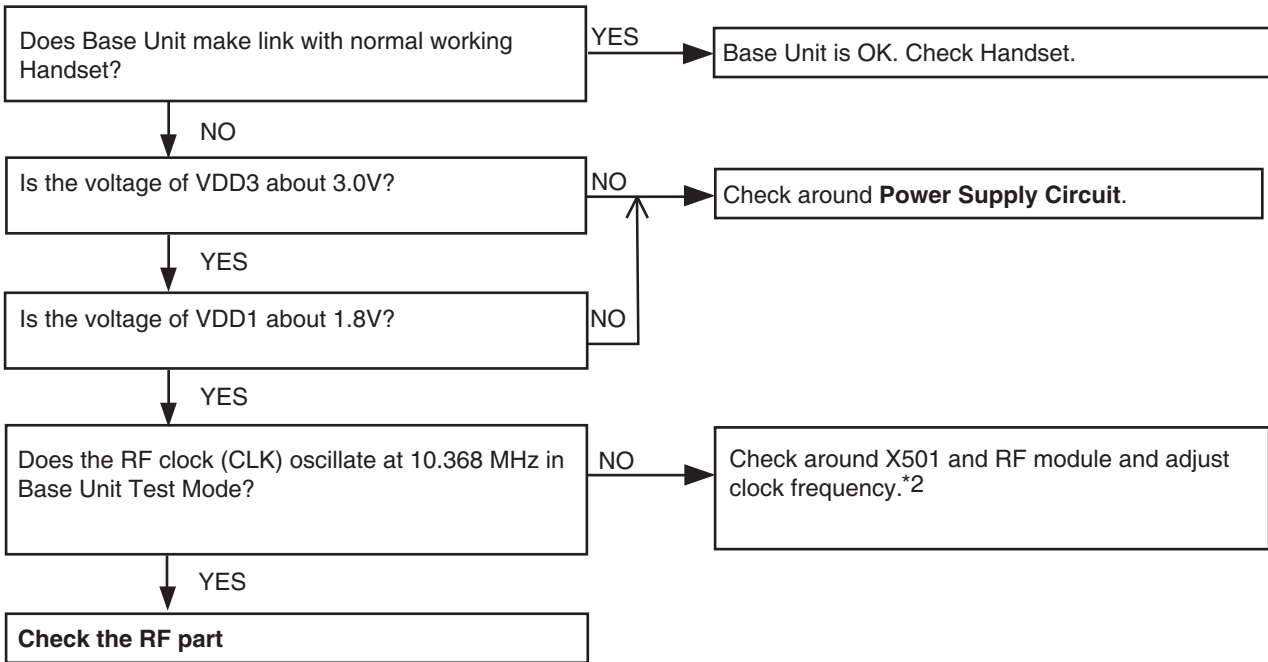 Does Base Unit make link with normal working
Handset?
YES
Base Unit is OK. Check Handset.
NO
Is the voltage of VDD3 about 3.0V?
NO
Check around Power Supply Circuit.
YES
Is the voltage of VDD1 about 1.8V?
NO
YES
Does the RF clock (CLK) oscillate at 10.368 MHz in
Base Unit Test Mode?
NO
Check around X501 and RF module and adjust
clock frequency.*2
YES
Check the RF part